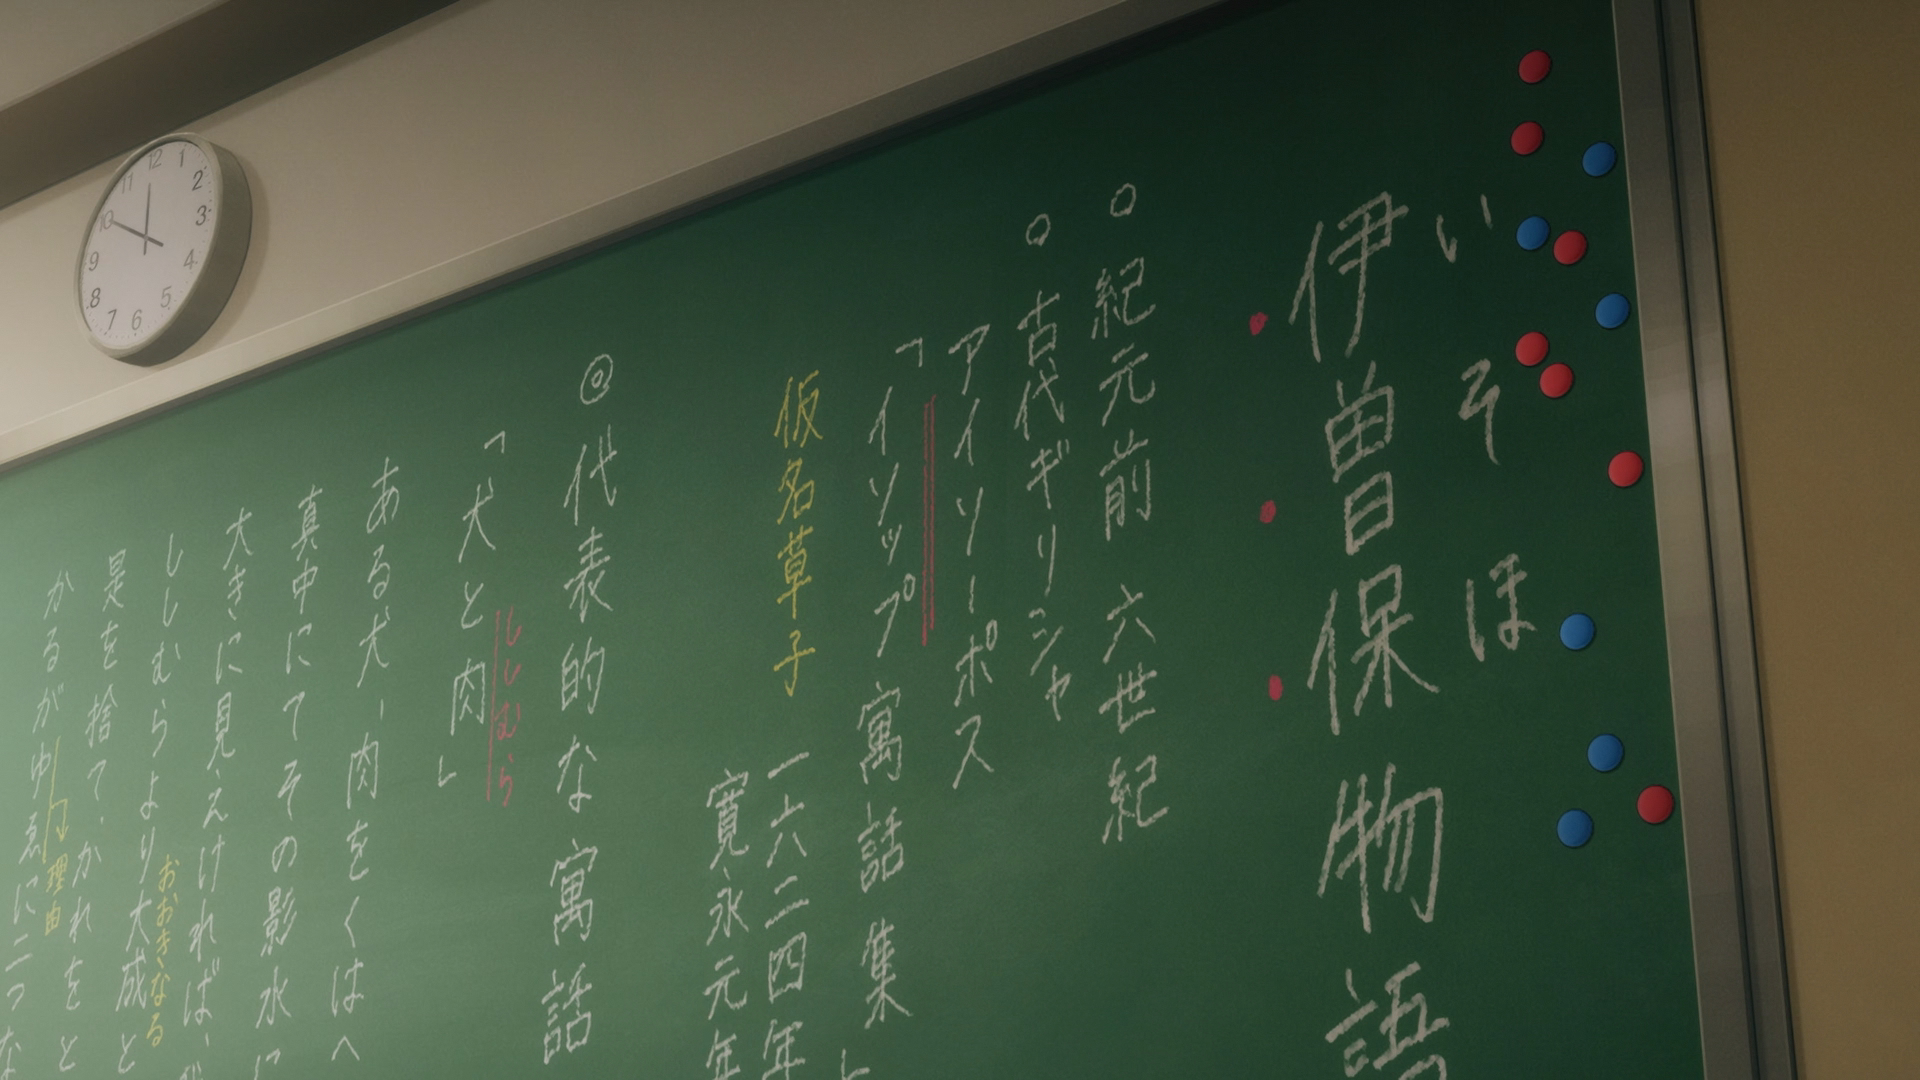 いそほ
伊曽保物語
○紀元前 六世紀
○古代ギリシャ
アイソーポス
「イソップ寓話集」
仮名草子 一六二四年
寛永元年
◎代表的な寓話
ししむら
「犬と肉」
ある犬、肉をくはへ
真中にてその影水に
大きに見えければ、
ししむらより大成と
おおきなる
是を捨て、かれをと
理由
かるがゆゑに二つな
12
1
2
3
4
5
6
7
8
9
10
11